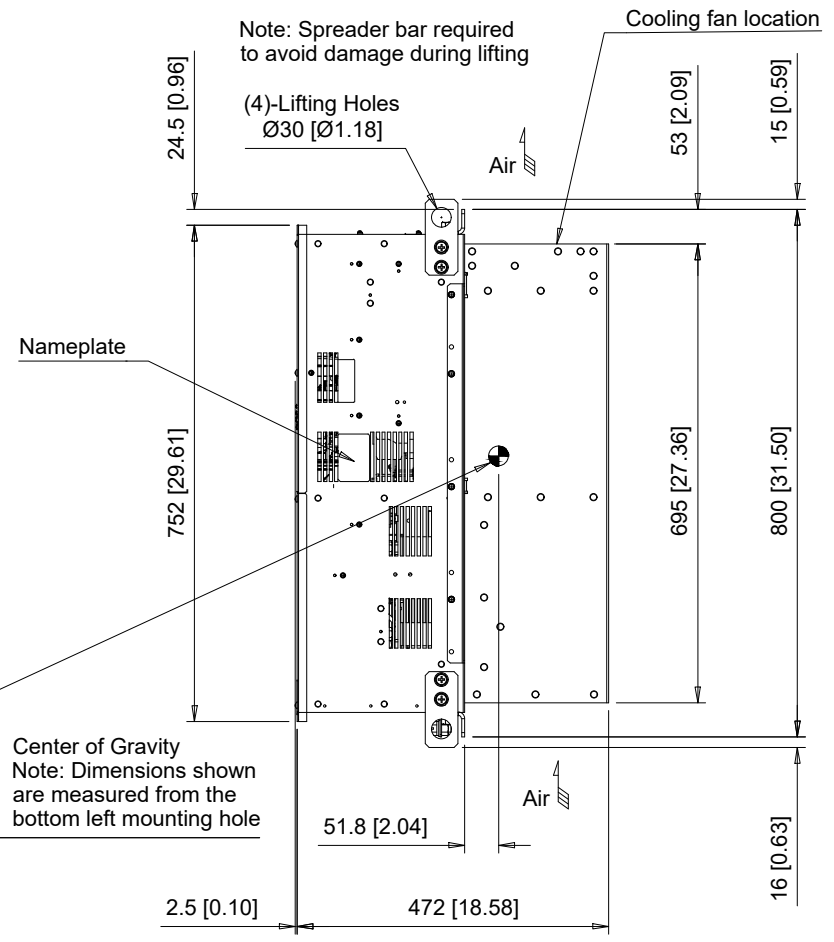 Note: Spreader bar required
to avoid damage during lifting
Cooling fan location
24.5 [0.96]
(4)-Lifting Holes
Ø30 [Ø1.18]
Air
53 [2.09]
15 [0.59]
Nameplate
752 [29.61]
695 [27.36]
800 [31.50]
Center of Gravity
Note: Dimensions shown
are measured from the
bottom left mounting hole
Air
51.8 [2.04]
16 [0.63]
2.5 [0.10]
472 [18.58]